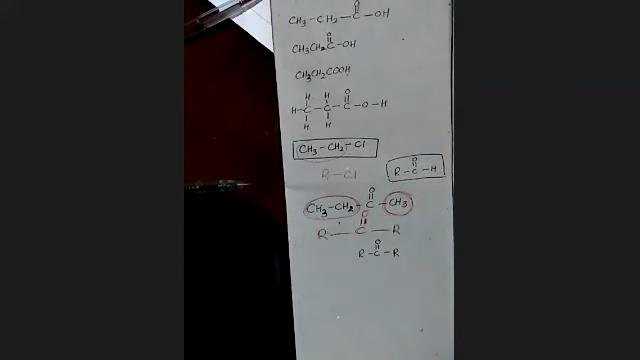 O
CH3 - CH2 - C - OH
O
CH3CH2C - OH
CH3CH2COOH
H H O
H - C - C - C - O - H
H H
CH3 - CH2 - Cl
R - Cl
O
R - C - H
O
CH3 - CH2 - C - CH3
O
R - C - R
O
R - C - R